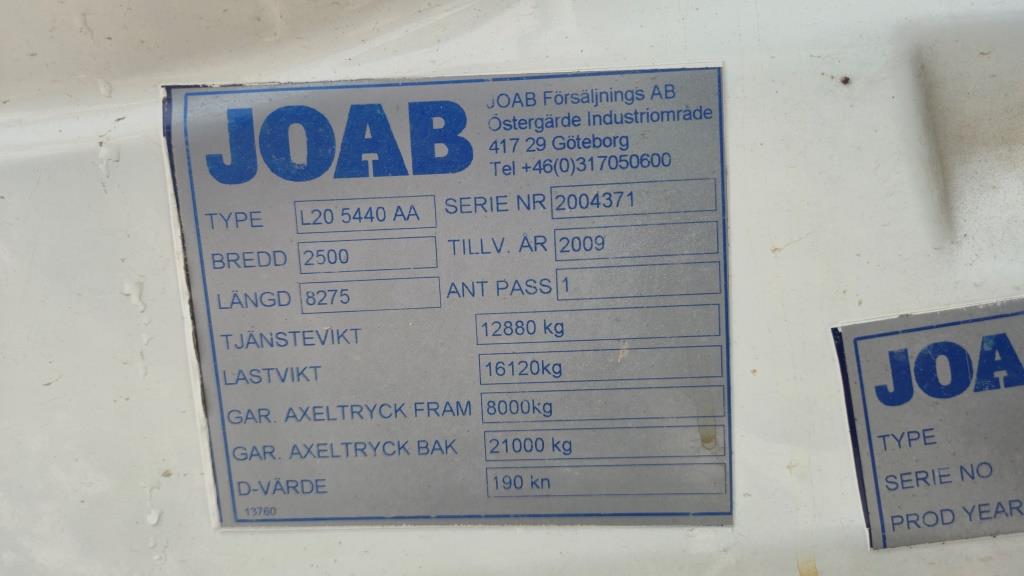 JOAB
JOAB Försäljnings AB
Östergärde Industriområde
417 29 Göteborg
Tel +46(0)317050600
TYPE L20 5440 AA SERIE NR 2004371
BREDD 2500 TILLV. ÅR 2009
LÄNGD 8275 ANT PASS 1
TJÄNSTEVIKT 12880 kg
LASTVIKT 16120kg
GAR. AXELTRYCK FRAM 8000kg
GAR. AXELTRYCK BAK 21000 kg
D-VÄRDE 190 kn
13760
JOA
TYPE
SERIE NO
PROD YEAR